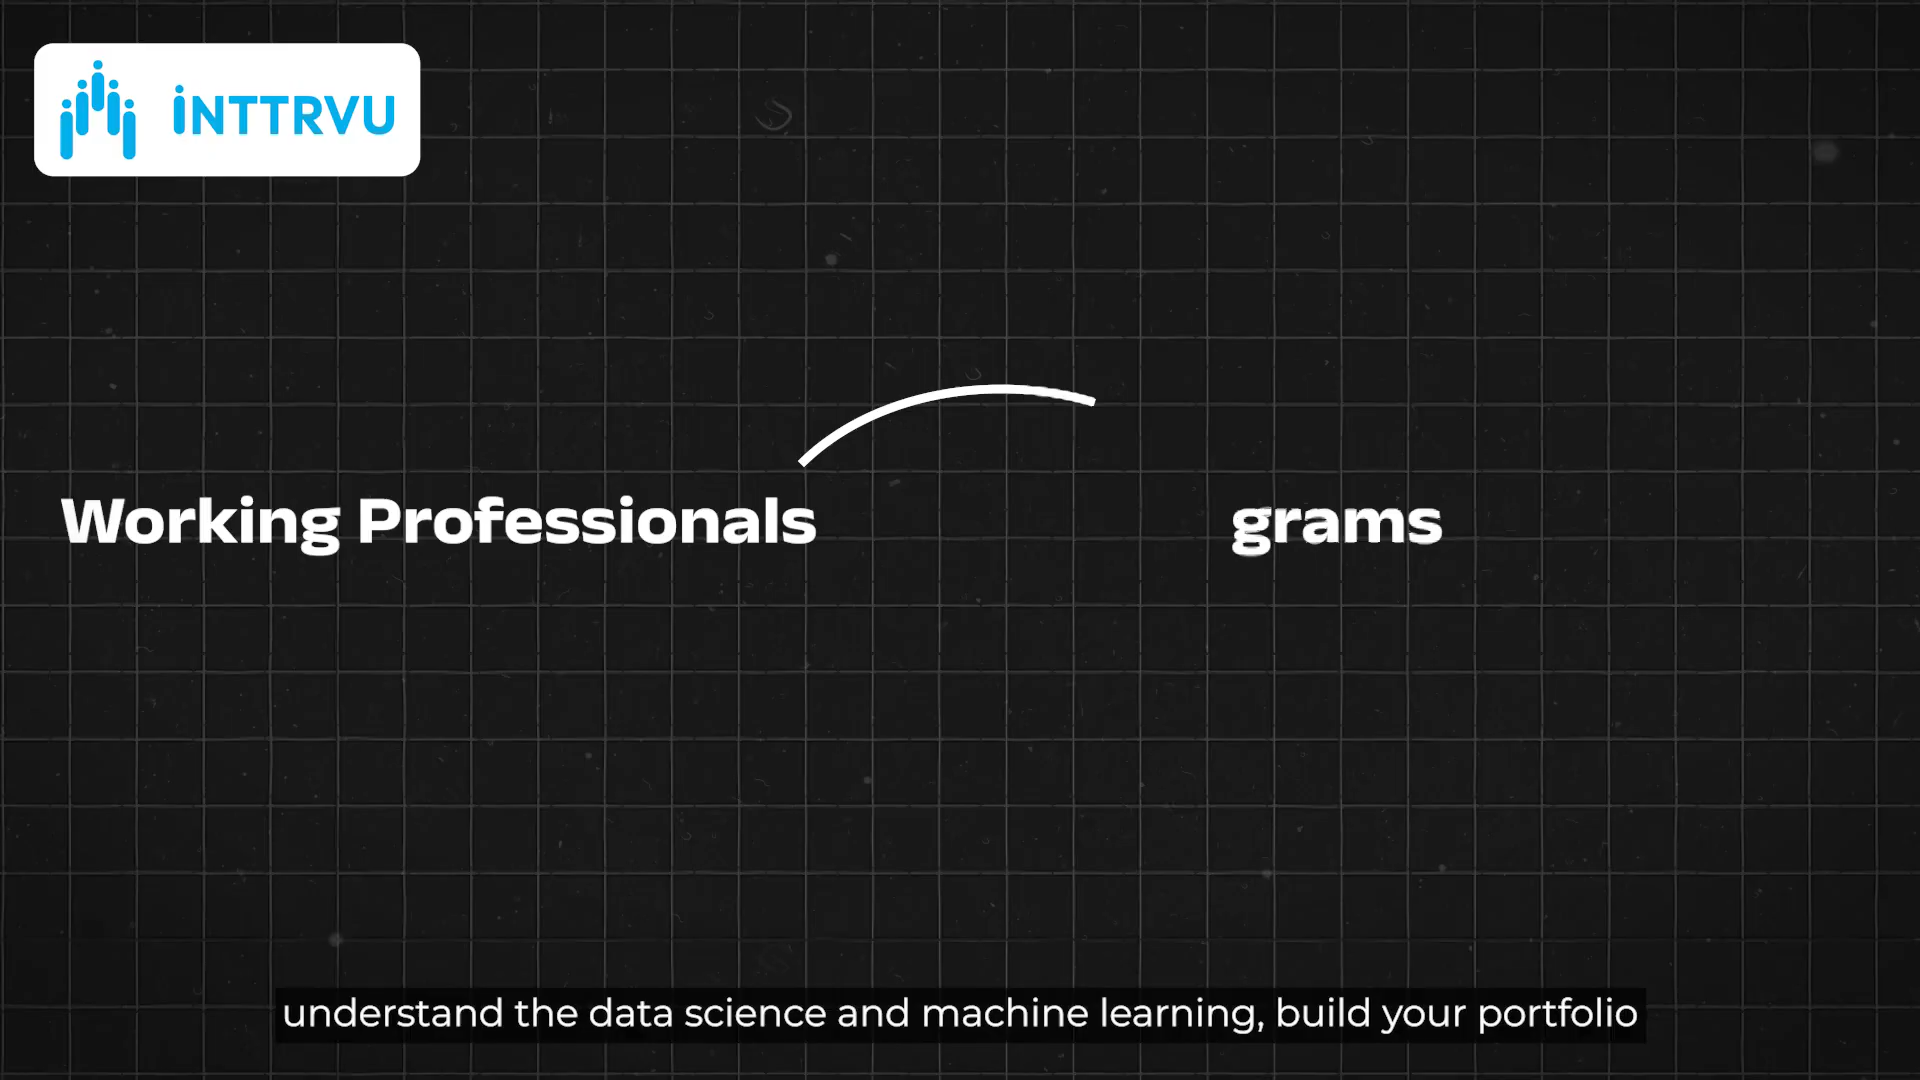 INTTRVU
Working Professionals grams
understand the data science and machine learning, build your portfolio